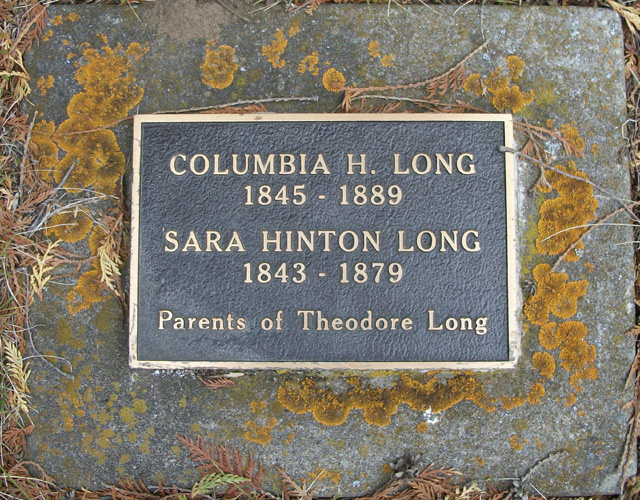 COLUMBIA H. LONG
1845 - 1889
SARA HINTON LONG
1843 - 1879
Parents of Theodore Long